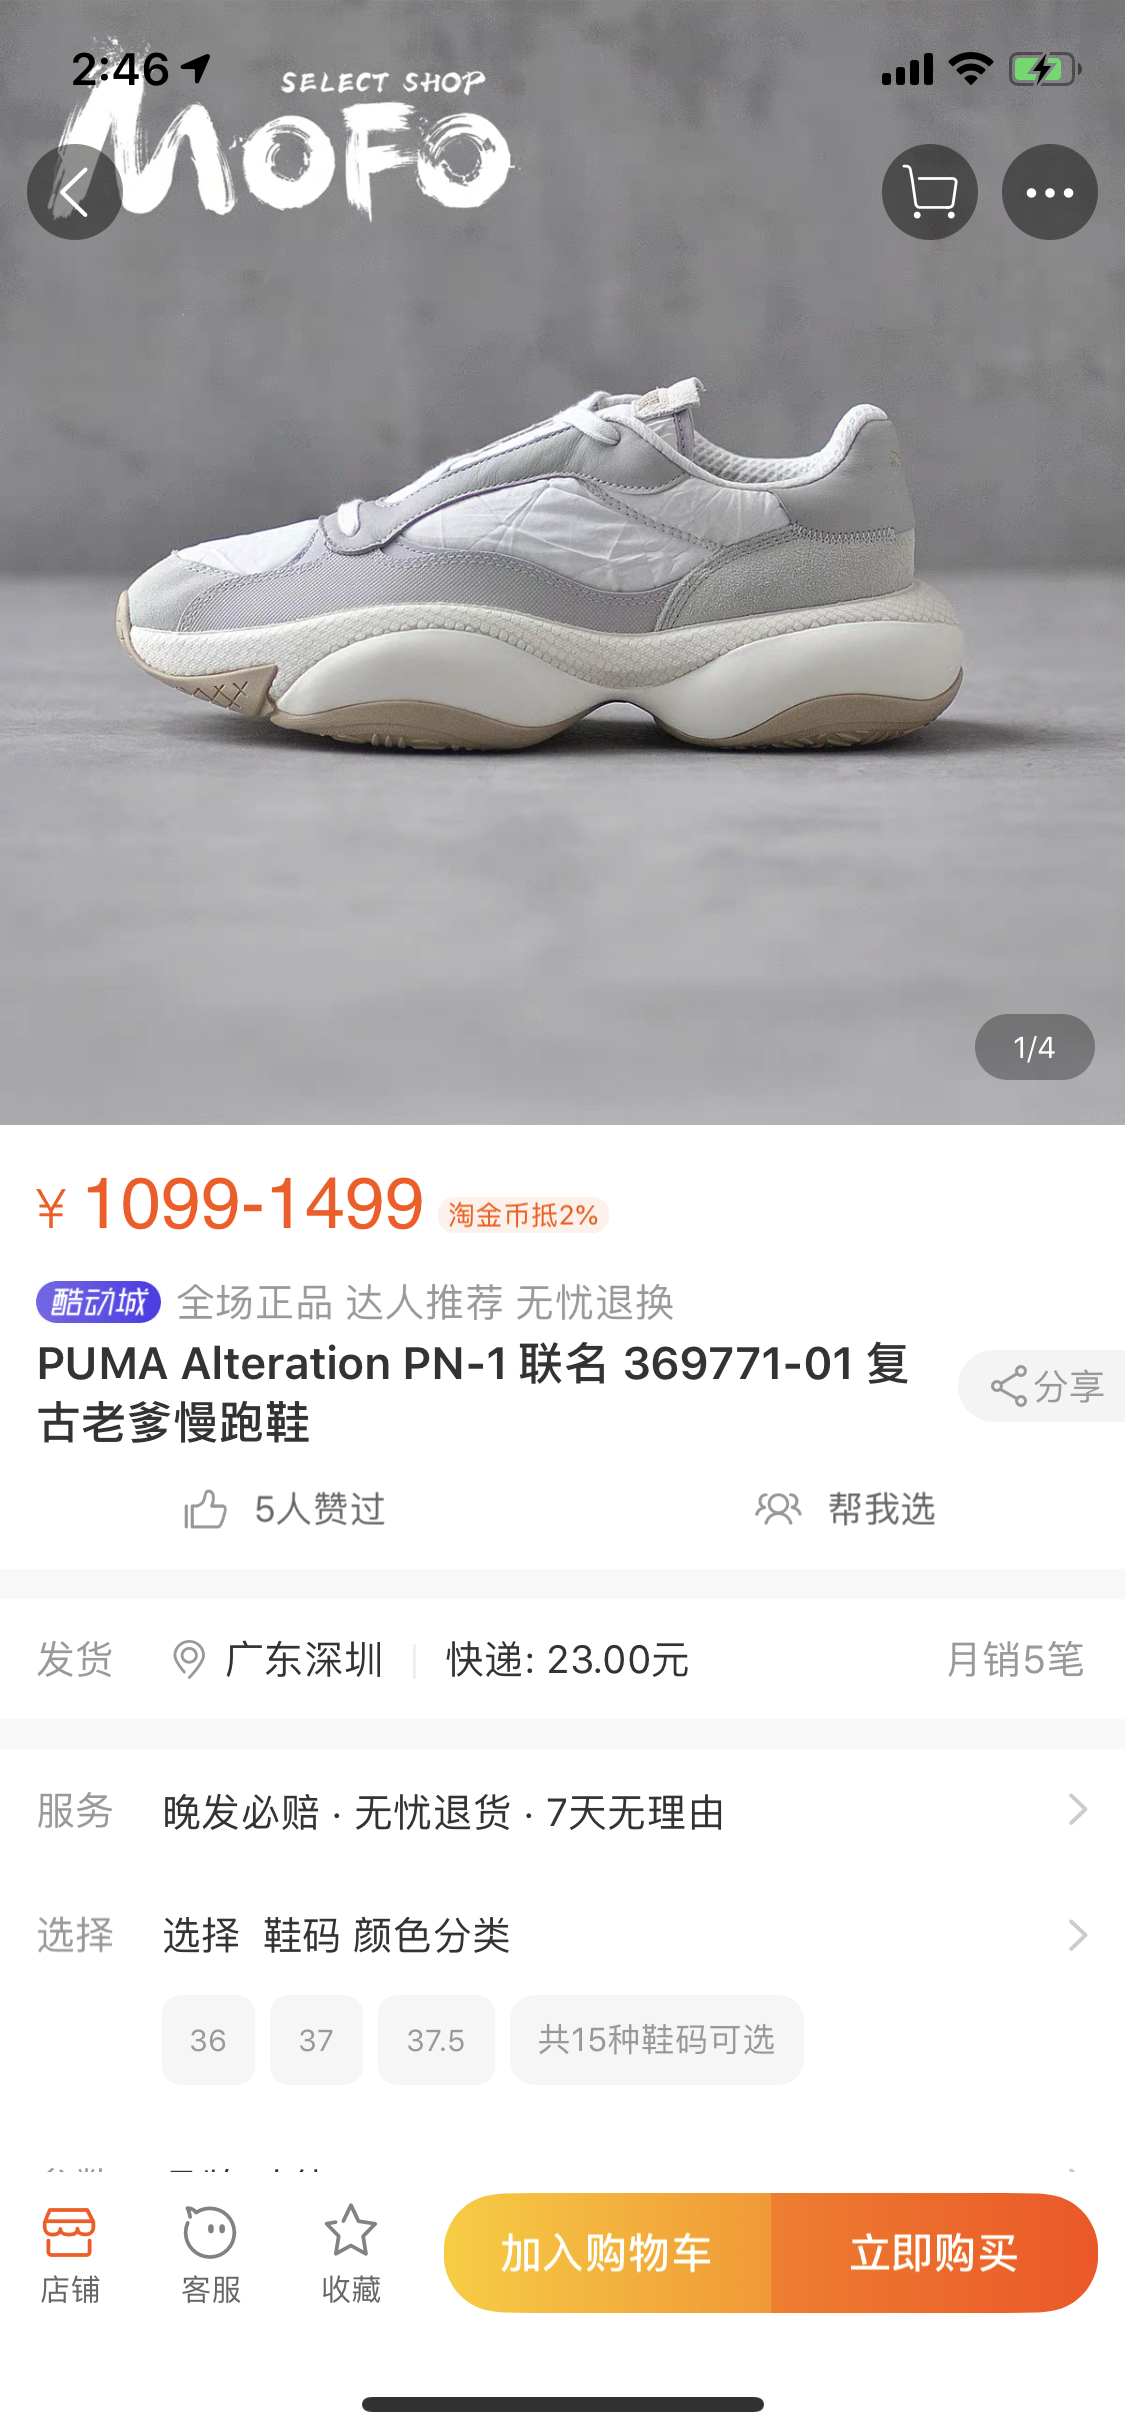 2:46
SELECT SHOP
MOFO
1/4
¥ 1099-1499 淘金币抵2%
酷动城 全场正品 达人推荐 无忧退换
PUMA Alteration PN-1 联名 369771-01 复
古老爹慢跑鞋
分享
5人赞过 帮我选
发货 广东深圳 快递: 23.00元 月销5笔
服务 晚发必赔 · 无忧退货 · 7天无理由
选择 选择 鞋码 颜色分类
36 37 37.5 共15种鞋码可选
店铺 客服 收藏 加入购物车 立即购买